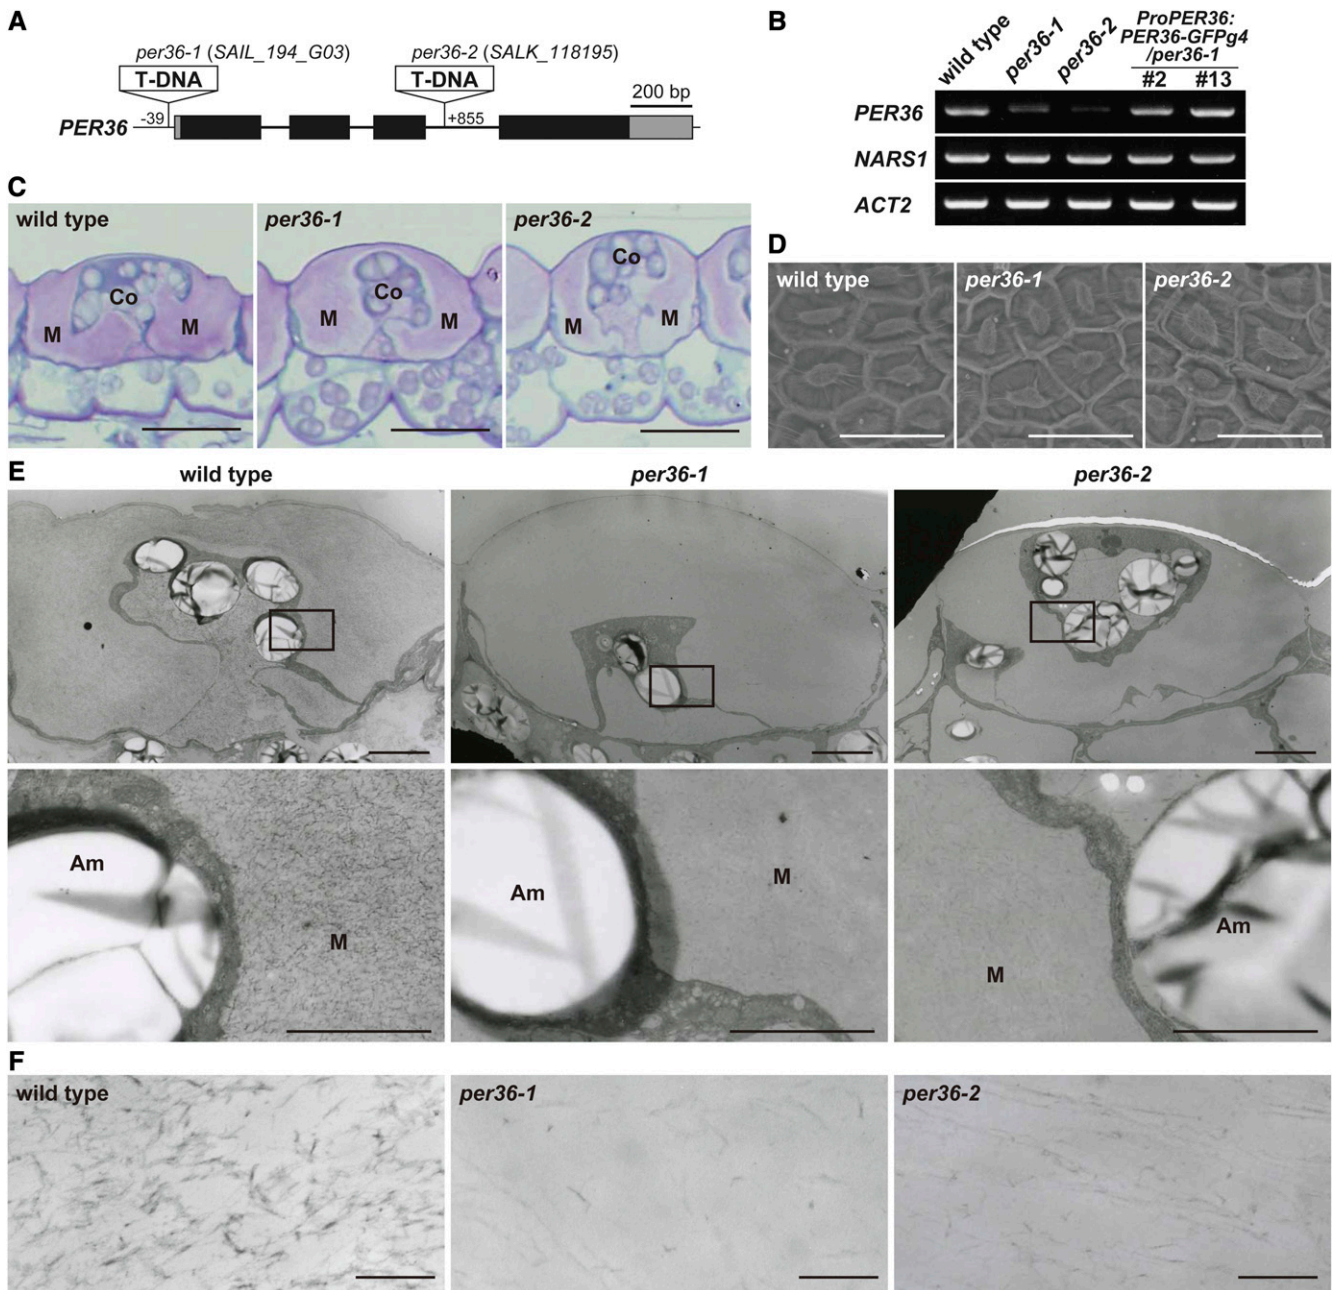 A
per36-1 (SAIL_194_G03)
per36-2 (SALK_118195)
T-DNA
T-DNA
200 bp
-39
+855
PER36
B
wild type
per36-1
per36-2
ProPER36:
PER36-GFPg4
/per36-1
#2
#13
PER36
NARS1
ACT2
C
wild type
per36-1
per36-2
Co
M
M
Co
M
M
Co
M
M
D
wild type
per36-1
per36-2
E
wild type
per36-1
per36-2
Am
M
Am
M
M
Am
F
wild type
per36-1
per36-2